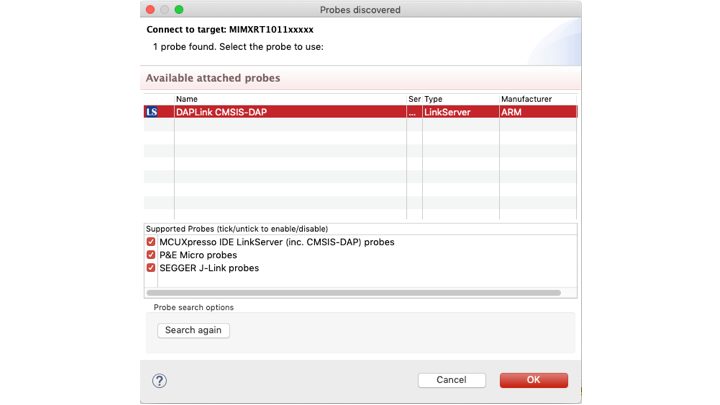 Probes discovered
Connect to target: MIMXRT1011xxxxx
1 probe found. Select the probe to use:
Available attached probes
Name Ser Type Manufacturer
LS DAPLink CMSIS-DAP ... LinkServer ARM
Supported Probes (tick/untick to enable/disable)
MCUXpresso IDE LinkServer (inc. CMSIS-DAP) probes
P&E Micro probes
SEGGER J-Link probes
Probe search options
Search again
? Cancel OK